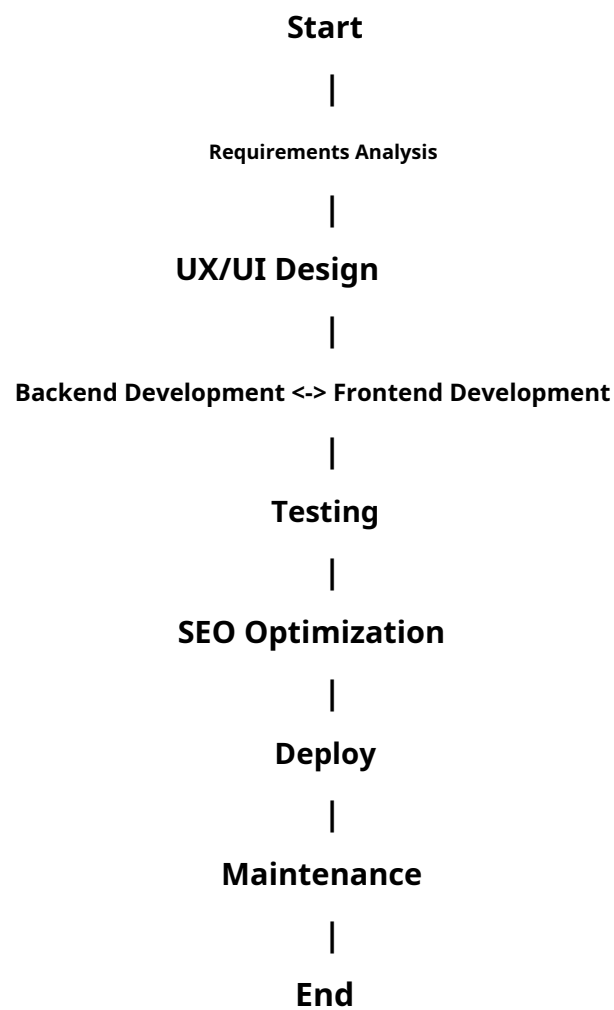 Start
|
Requirements Analysis
|
UX/UI Design
|
Backend Development <-> Frontend Development
|
Testing
|
SEO Optimization
|
Deploy
|
Maintenance
|
End